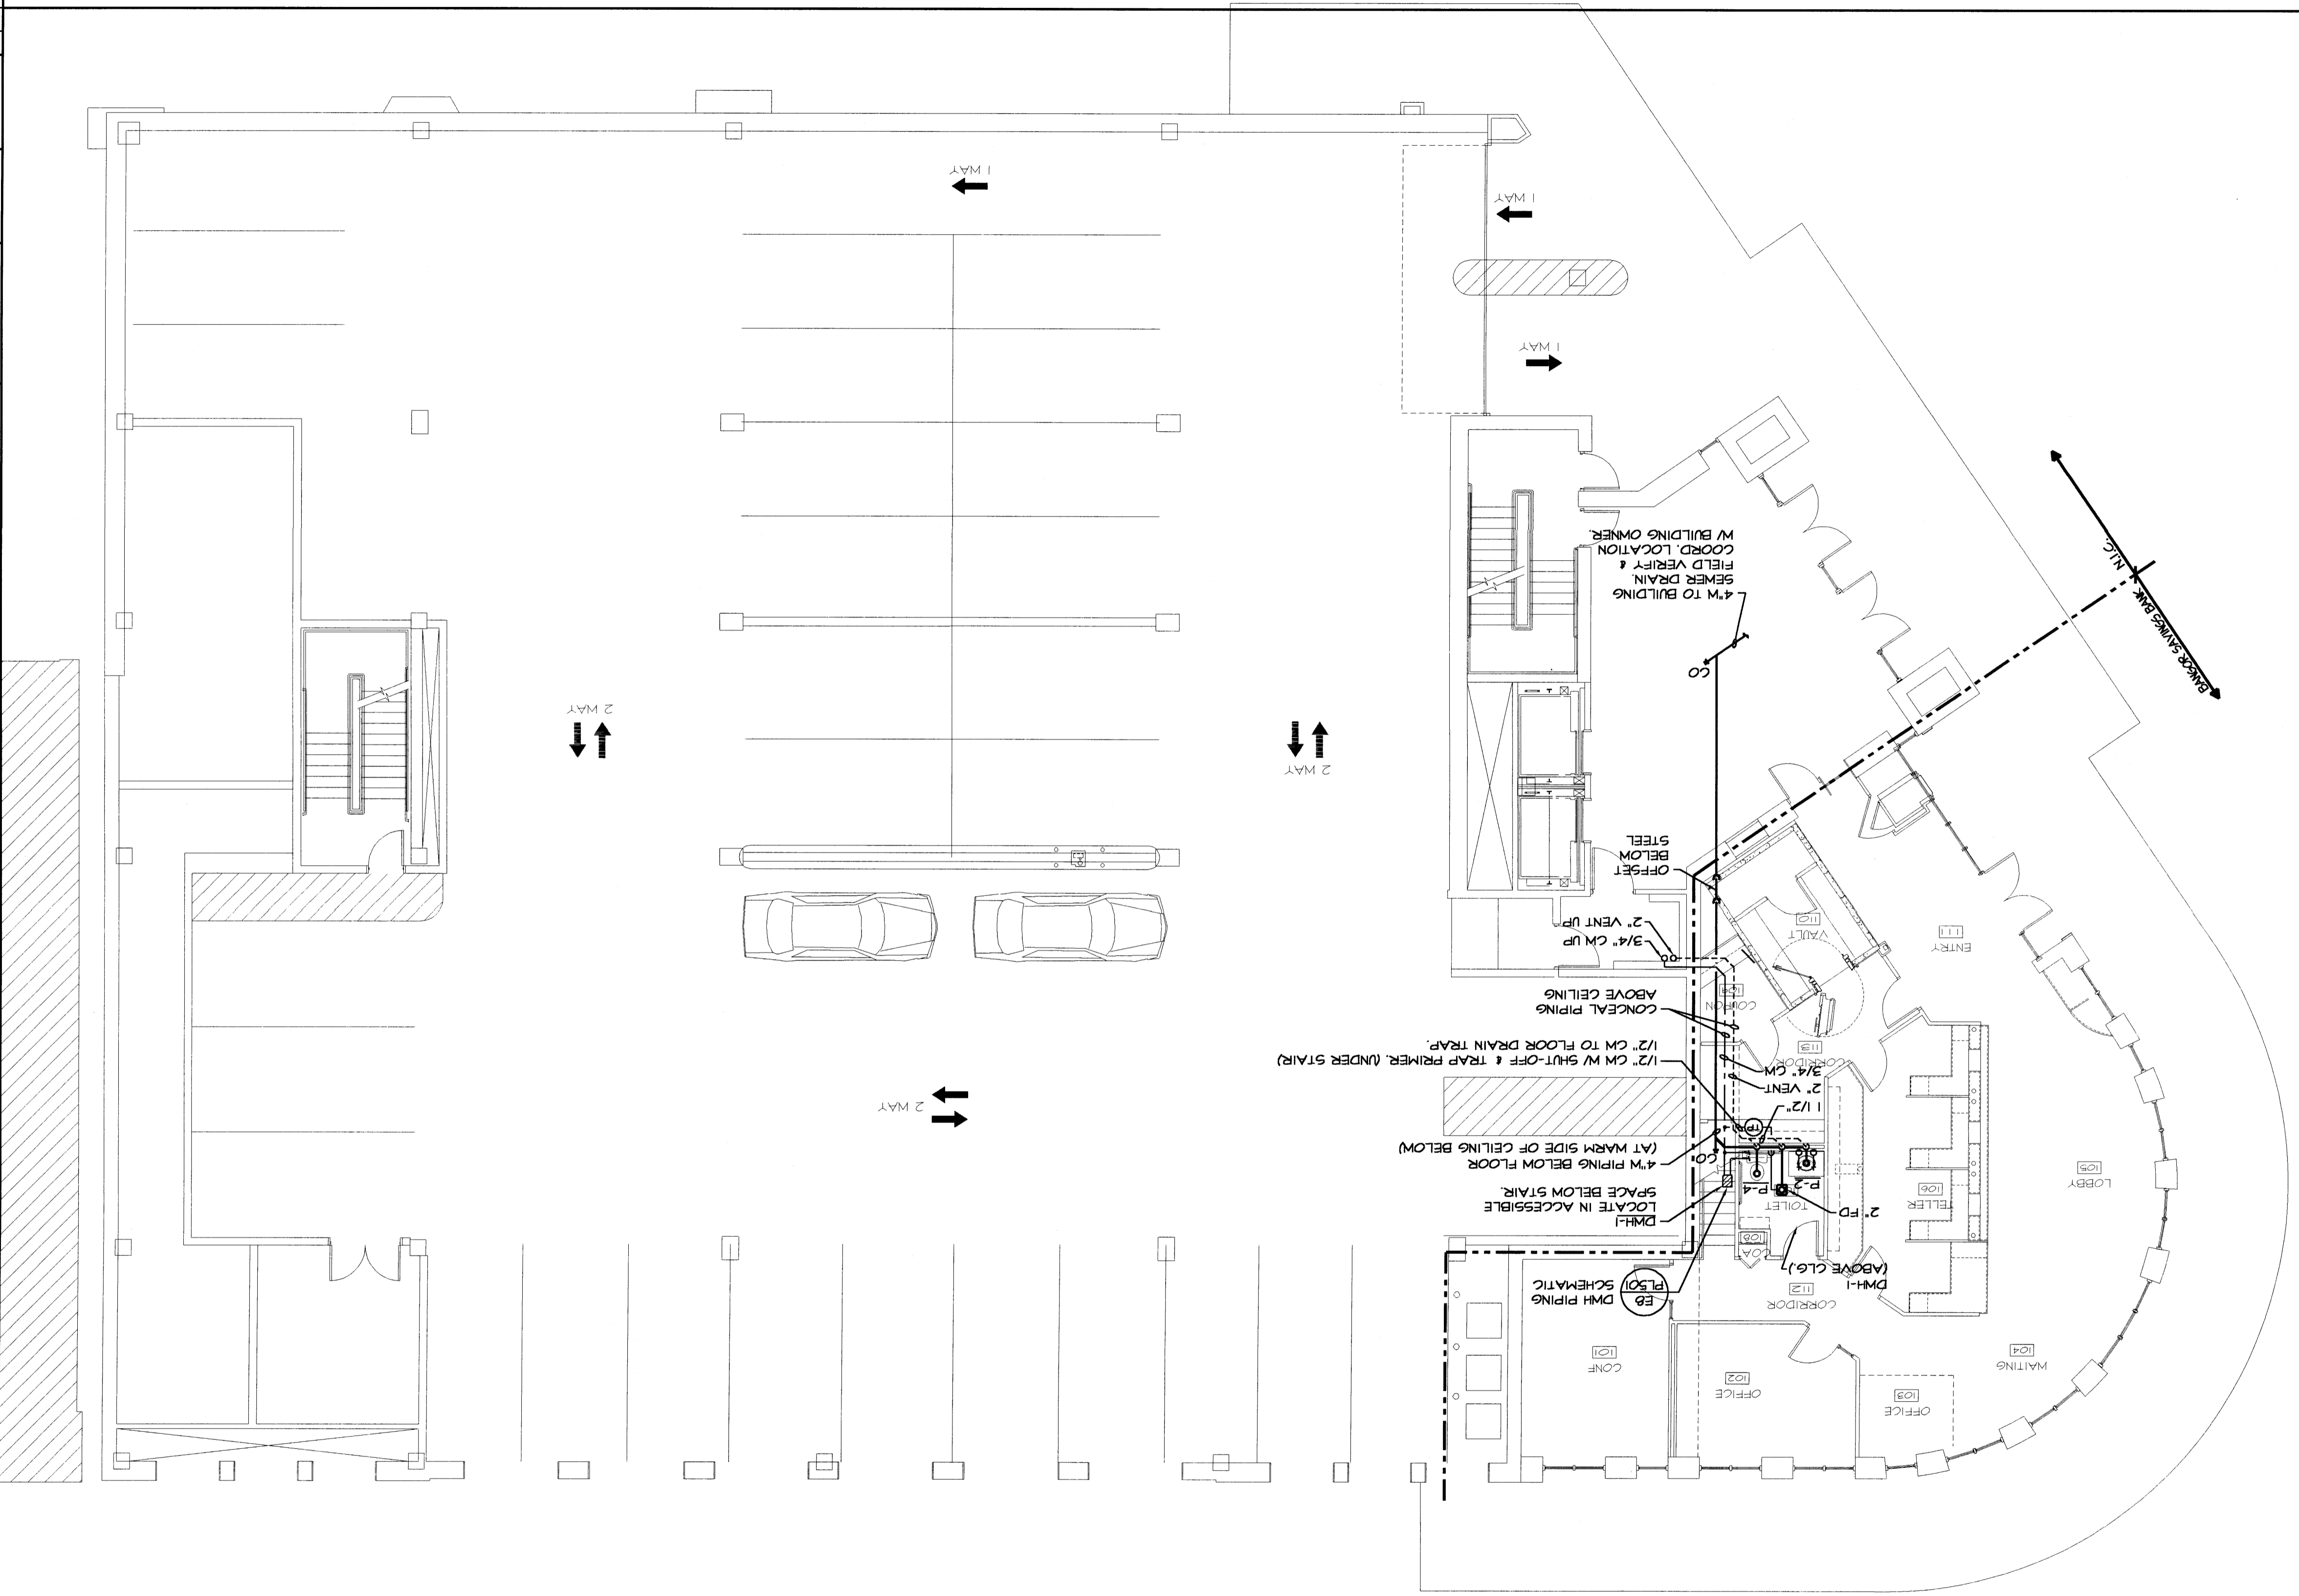 OFFICE
103
OFFICE
102
CONF
101
WAITING
104
CORRIDOR
112
DWH-1
(ABOVE CLG.)
DWH PIPING
SCHEMATIC
E8
PL501
COA
108
LOBBY
105
TELLER
106
2" FD
TOILET
P-2
P-4
DWH-1
LOCATE IN ACCESSIBLE
SPACE BELOW STAIR.
4"W PIPING BELOW FLOOR
(AT WARM SIDE OF CEILING BELOW)
CO
TP
1 1/2"
2" VENT
3/4" CW
1/2" CW W/ SHUT-OFF & TRAP PRIMER. (UNDER STAIR)
1/2" CW TO FLOOR DRAIN TRAP.
CORRIDOR
113
CONCEAL PIPING
ABOVE CEILING
COUPON
109
3/4" CW UP
2" VENT UP
ENTRY
111
VAULT
110
OFFSET
BELOW
STEEL
2 WAY
2 WAY
2 WAY
CO
4"W TO BUILDING
SEWER DRAIN.
FIELD VERIFY &
COORD. LOCATION
W/ BUILDING OWNER.
BANGOR SAVINGS BANK
N.I.C.
1 WAY
1 WAY
1 WAY